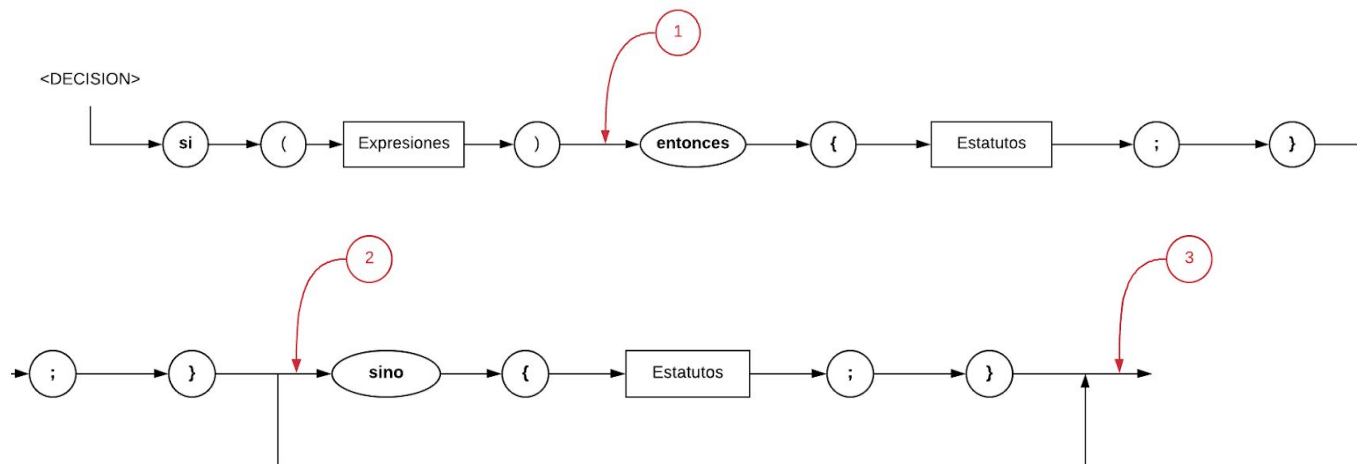 1
<DECISION>
si ( Expresiones ) entonces { Estatutos ; }
2 3
; } sino { Estatutos ; }